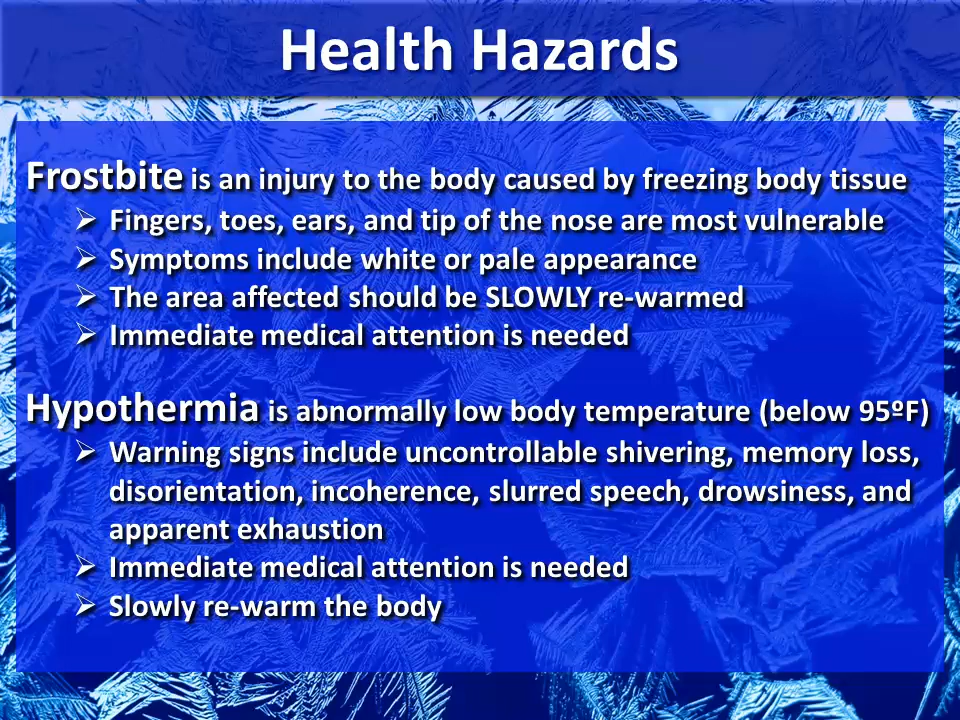 Health Hazards
Frostbite is an injury to the body caused by freezing body tissue
➢ Fingers, toes, ears, and tip of the nose are most vulnerable
➢ Symptoms include white or pale appearance
➢ The area affected should be SLOWLY re-warmed
➢ Immediate medical attention is needed
Hypothermia is abnormally low body temperature (below 95ºF)
➢ Warning signs include uncontrollable shivering, memory loss,
disorientation, incoherence, slurred speech, drowsiness, and
apparent exhaustion
➢ Immediate medical attention is needed
➢ Slowly re-warm the body